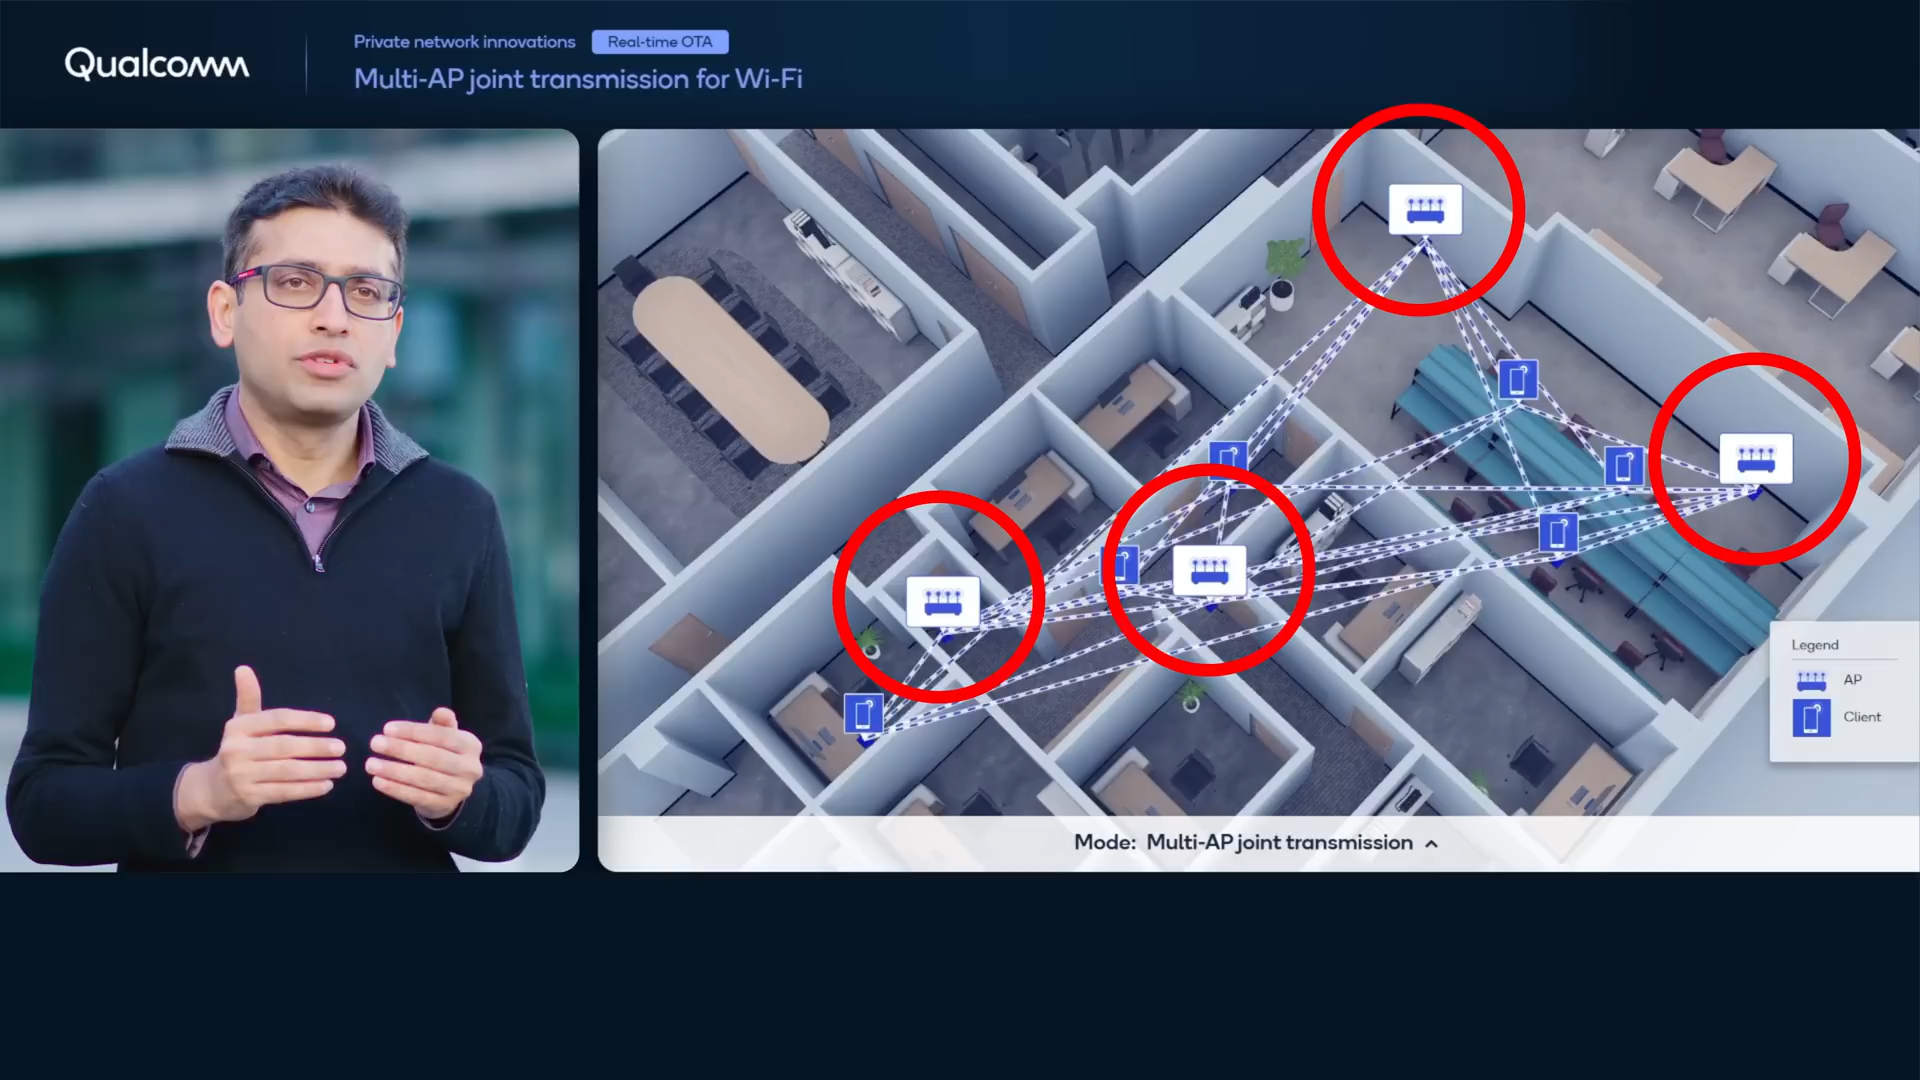 Qualcomm
Private network innovations
Real-time OTA
Multi-AP joint transmission for Wi-Fi
Legend
AP
Client
Mode: Multi-AP joint transmission